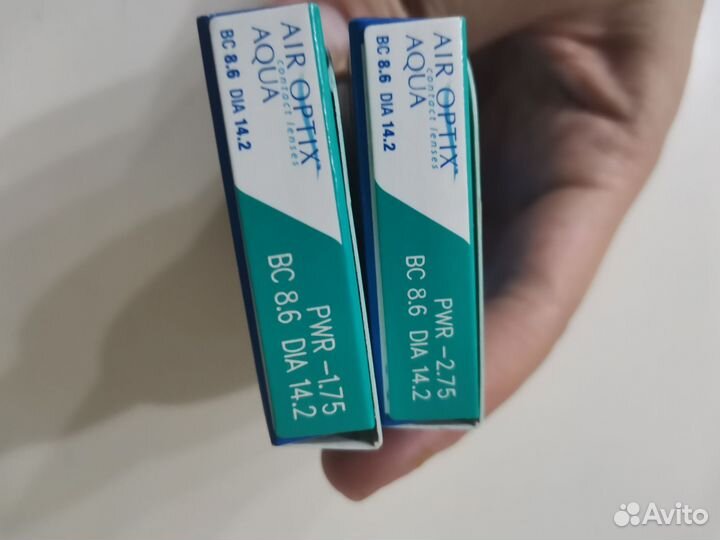 AIR OPTIX
contact lenses
AQUA
BC 8.6 DIA 14.2
PWR -1.75
BC 8.6 DIA 14.2
AIR OPTIX
contact lenses
AQUA
BC 8.6 DIA 14.2
PWR -2.75
BC 8.6 DIA 14.2
Avito